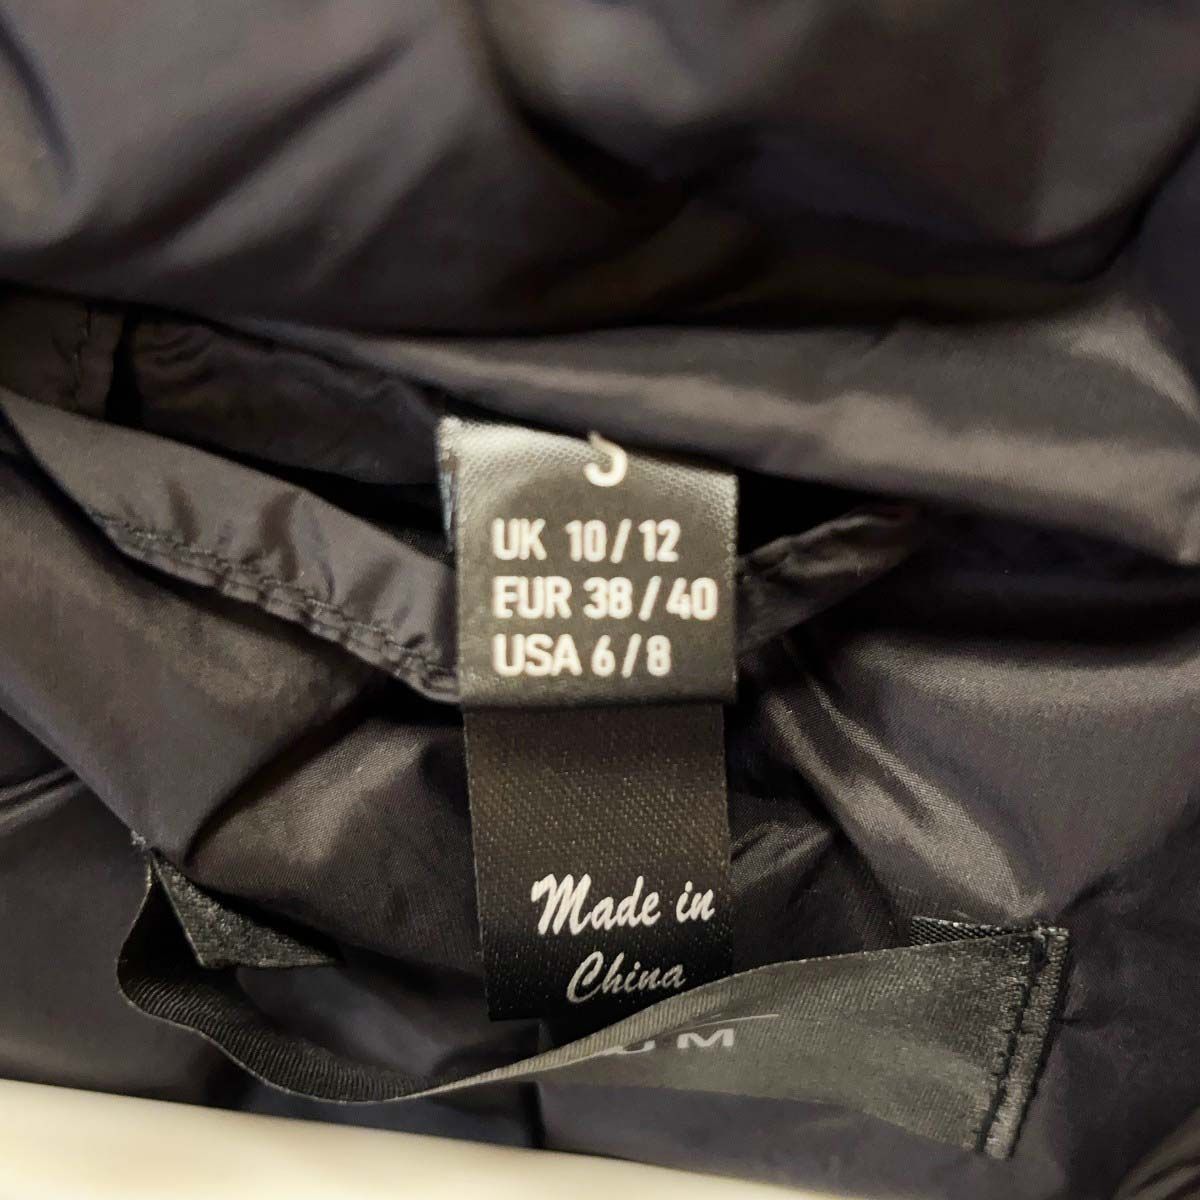 UK 10/12
EUR 38/40
USA 6/8
Made in
China
M